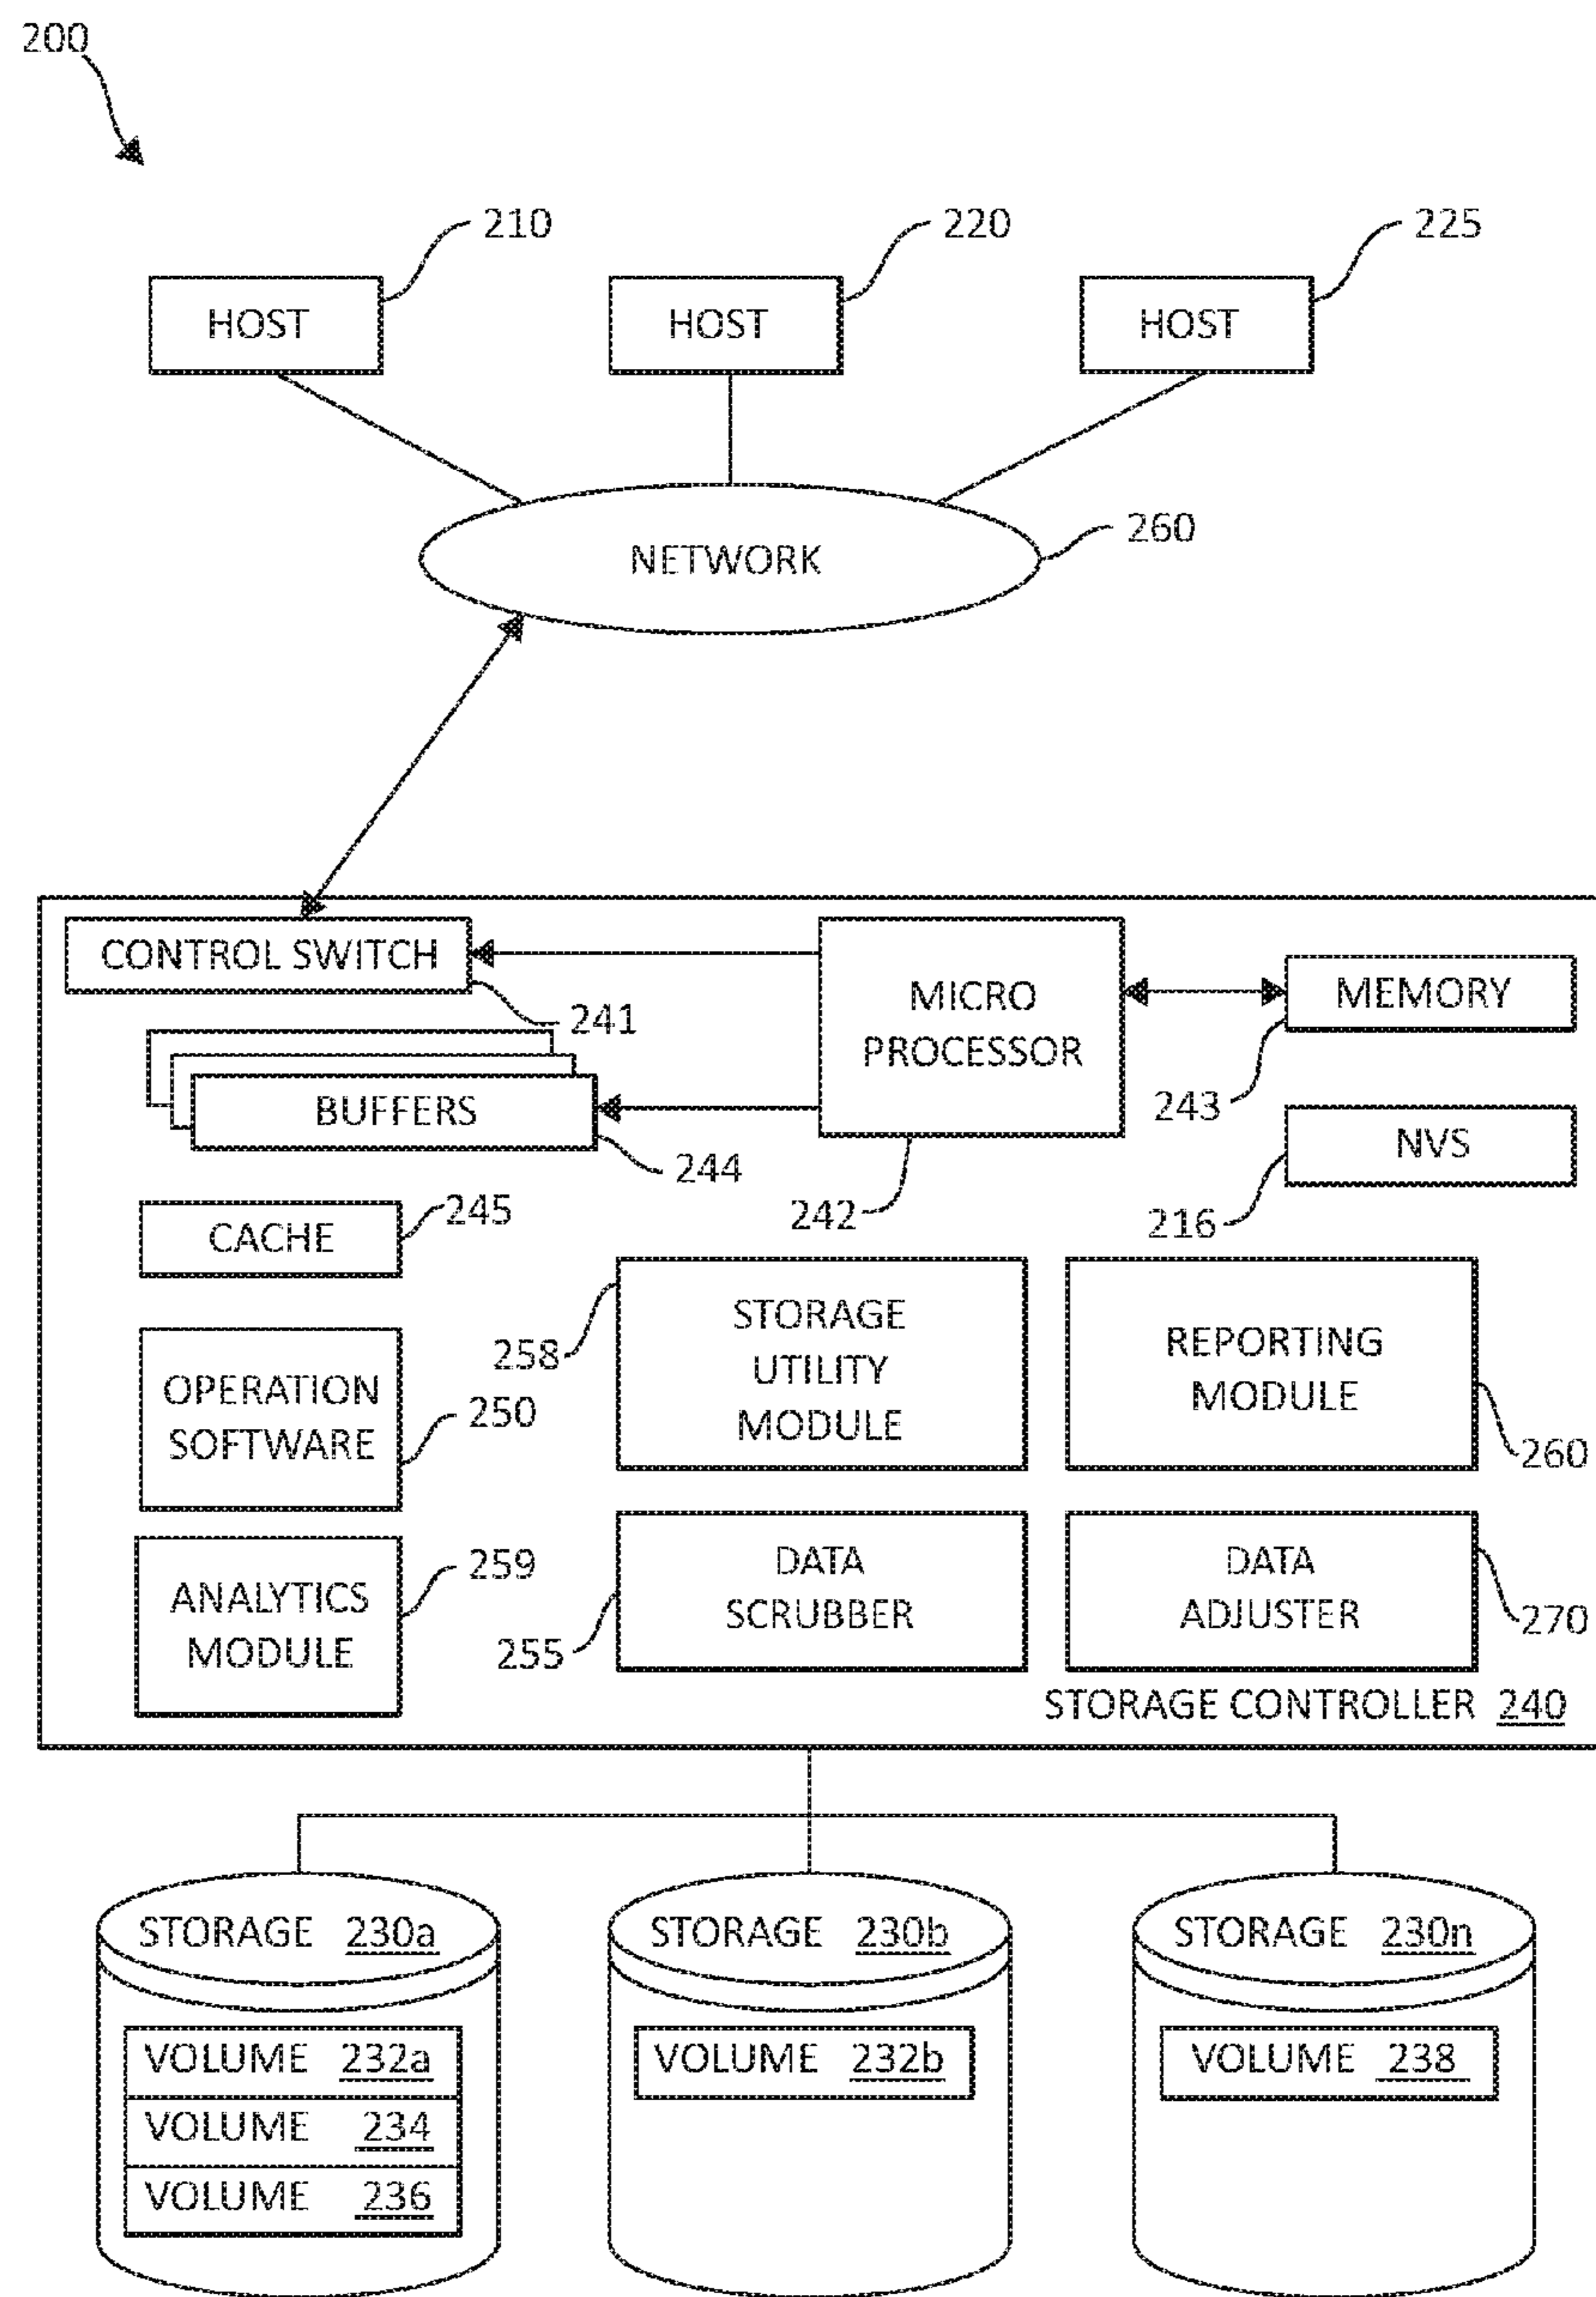 200
210
220
225
HOST
HOST
HOST
260
NETWORK
CONTROL SWITCH
241
MICRO
PROCESSOR
242
MEMORY
243
BUFFERS
244
NVS
216
CACHE
245
STORAGE
UTILITY
MODULE
258
REPORTING
MODULE
260
OPERATION
SOFTWARE
250
ANALYTICS
MODULE
259
DATA
SCRUBBER
255
DATA
ADJUSTER
270
STORAGE CONTROLLER 240
STORAGE 230a
VOLUME 232a
VOLUME 234
VOLUME 236
STORAGE 230b
VOLUME 232b
STORAGE 230n
VOLUME 238